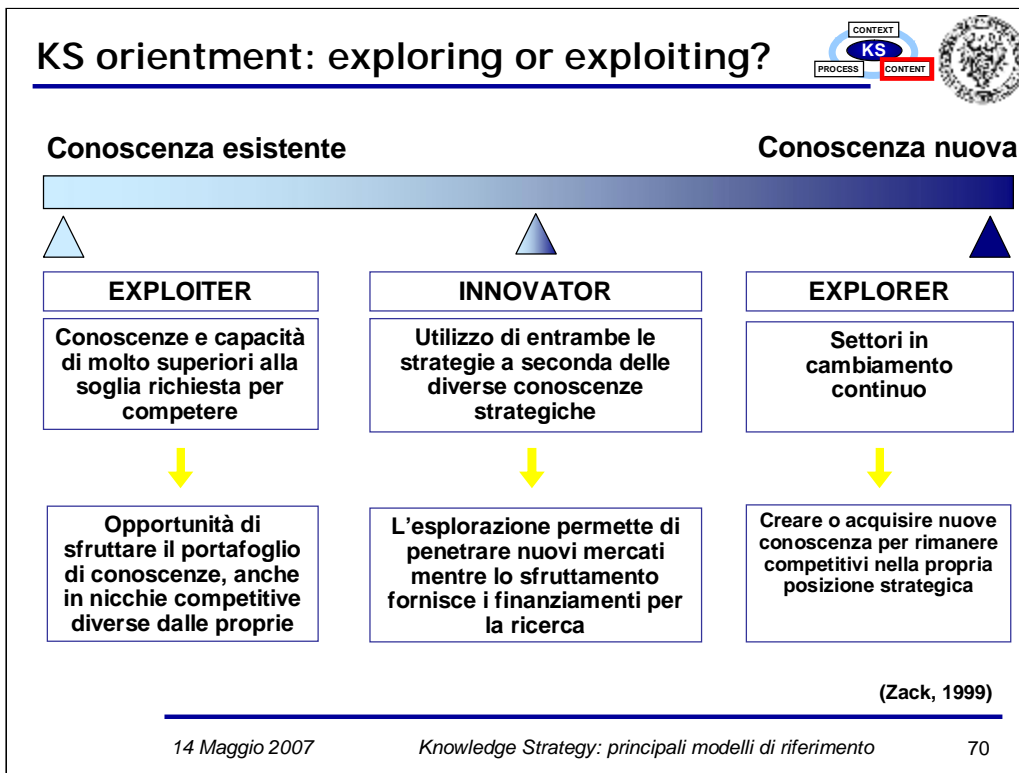 KS orientment: exploring or exploiting?
CONTEXT
KS
PROCESS
CONTENT
Conoscenza esistente
Conoscenza nuova
EXPLOITER
Conoscenze e capacità
di molto superiori alla
soglia richiesta per
competere
Opportunità di
sfruttare il portafoglio
di conoscenze, anche
in nicchie competitive
diverse dalle proprie
INNOVATOR
Utilizzo di entrambe le
strategie a seconda delle
diverse conoscenze
strategiche
L'esplorazione permette di
penetrare nuovi mercati
mentre lo sfruttamento
fornisce i finanziamenti per
la ricerca
EXPLORER
Settori in
cambiamento
continuo
Creare o acquisire nuove
conoscenza per rimanere
competitivi nella propria
posizione strategica
(Zack, 1999)
14 Maggio 2007
Knowledge Strategy: principali modelli di riferimento
70